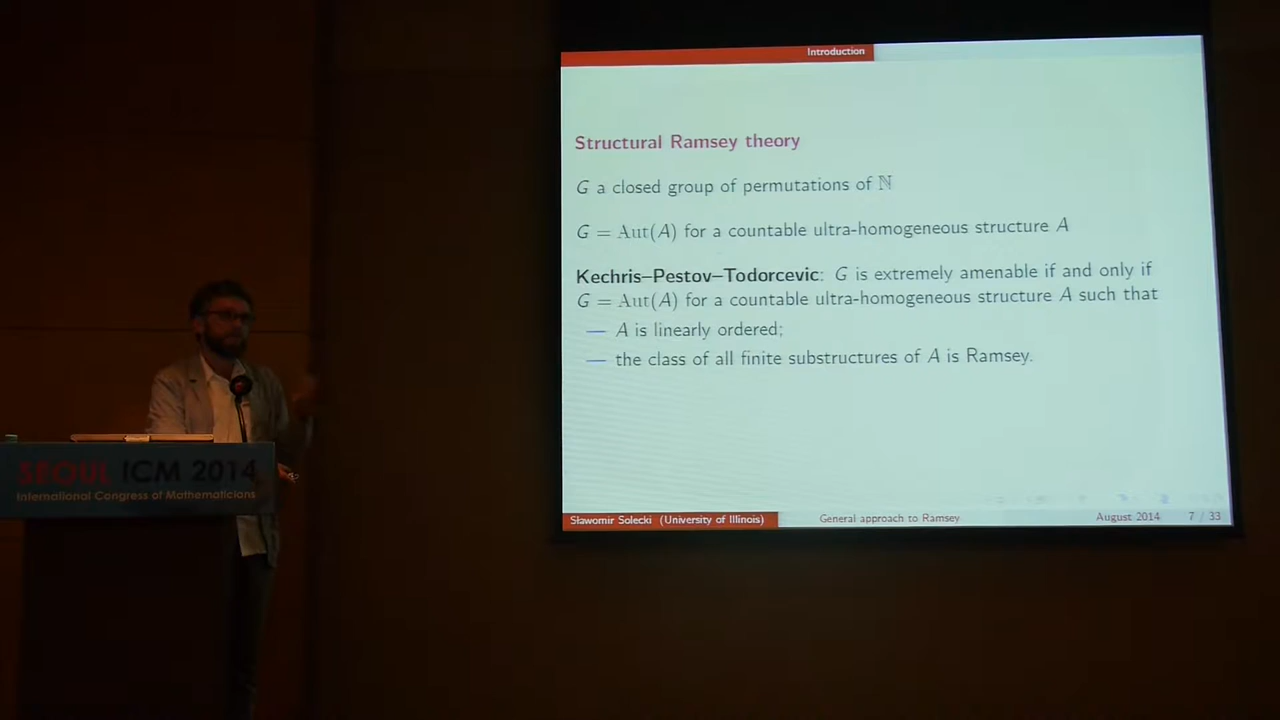 Introduction
Structural Ramsey theory
G a closed group of permutations of ℕ
G = Aut(A) for a countable ultra-homogeneous structure A
Kechris–Pestov–Todorcevic: G is extremely amenable if and only if
G = Aut(A) for a countable ultra-homogeneous structure A such that
— A is linearly ordered;
— the class of all finite substructures of A is Ramsey.
Sławomir Solecki (University of Illinois) General approach to Ramsey August 2014 7 / 33
SEOUL ICM 2014
International Congress of Mathematicians